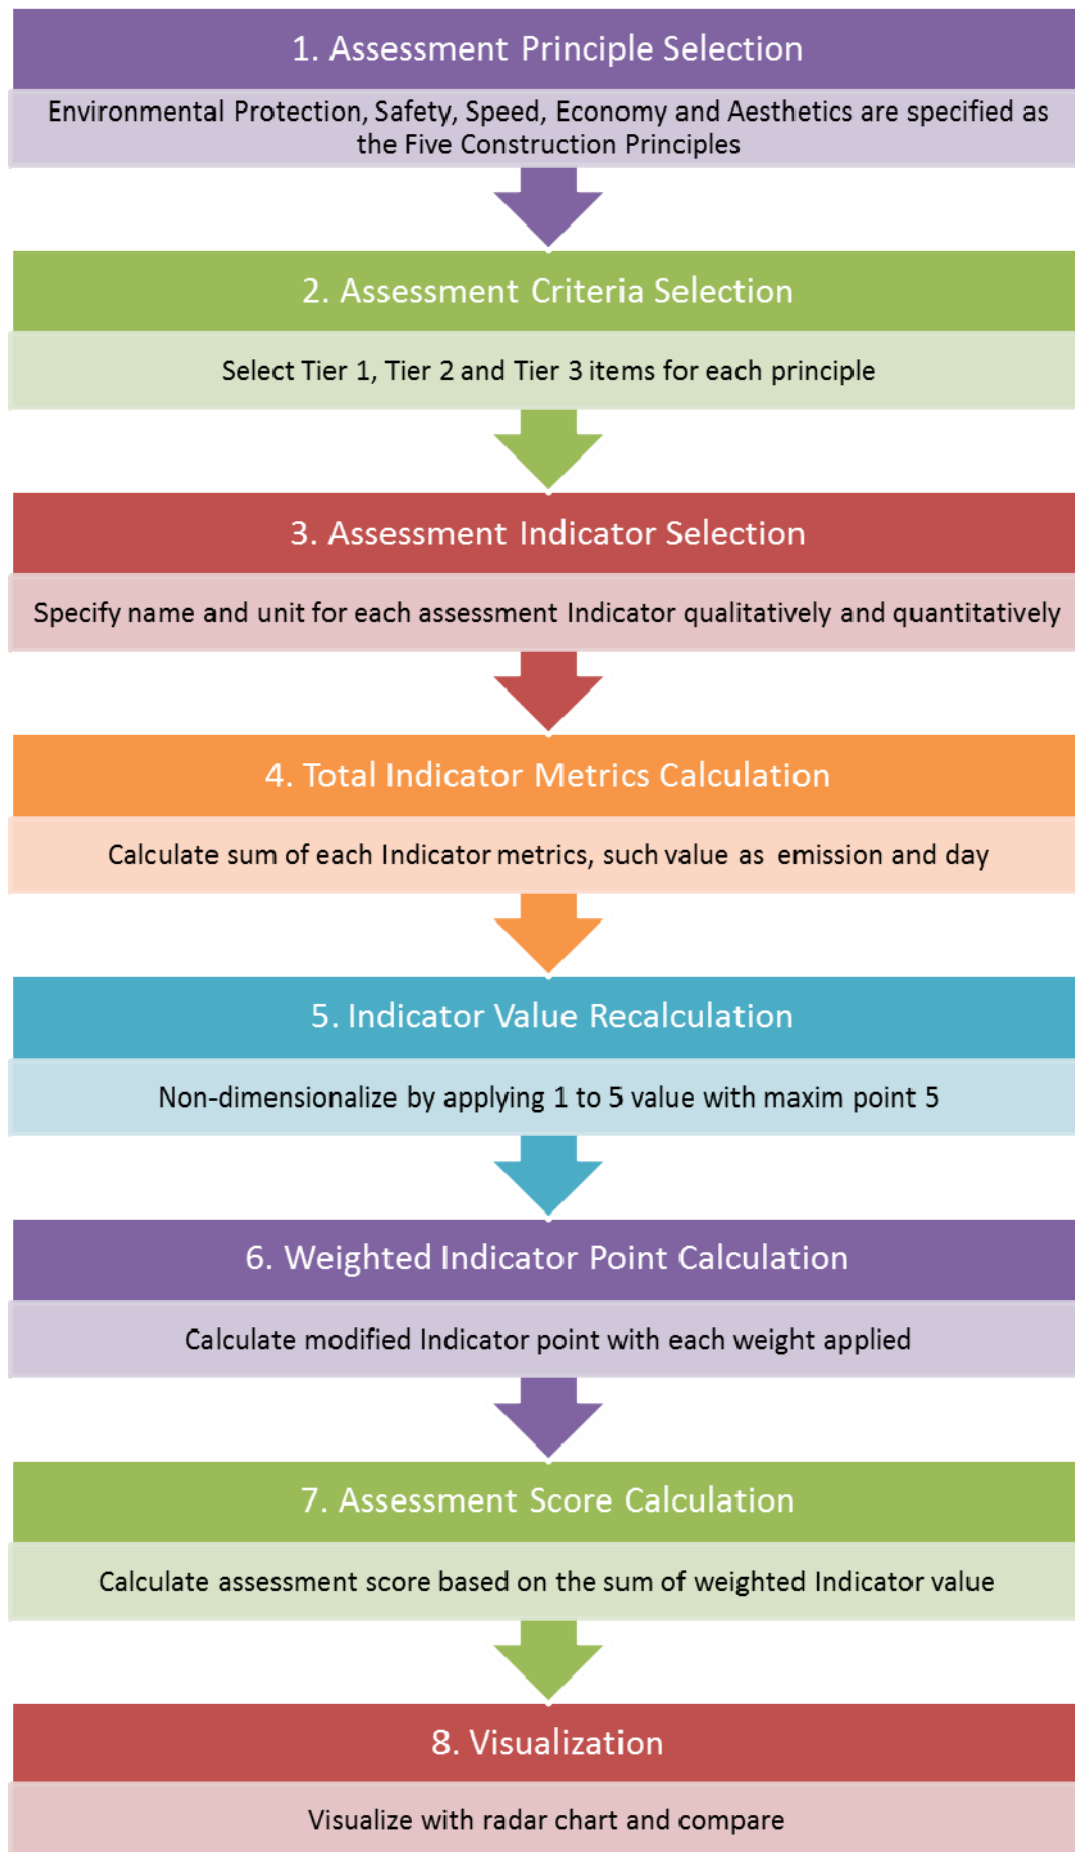 1. Assessment Principle Selection
Environmental Protection, Safety, Speed, Economy and Aesthetics are specified as
the Five Construction Principles
2. Assessment Criteria Selection
Select Tier 1, Tier 2 and Tier 3 items for each principle
3. Assessment Indicator Selection
Specify name and unit for each assessment Indicator qualitatively and quantitatively
4. Total Indicator Metrics Calculation
Calculate sum of each Indicator metrics, such value as emission and day
5. Indicator Value Recalculation
Non-dimensionalize by applying 1 to 5 value with maxim point 5
6. Weighted Indicator Point Calculation
Calculate modified Indicator point with each weight applied
7. Assessment Score Calculation
Calculate assessment score based on the sum of weighted Indicator value
8. Visualization
Visualize with radar chart and compare